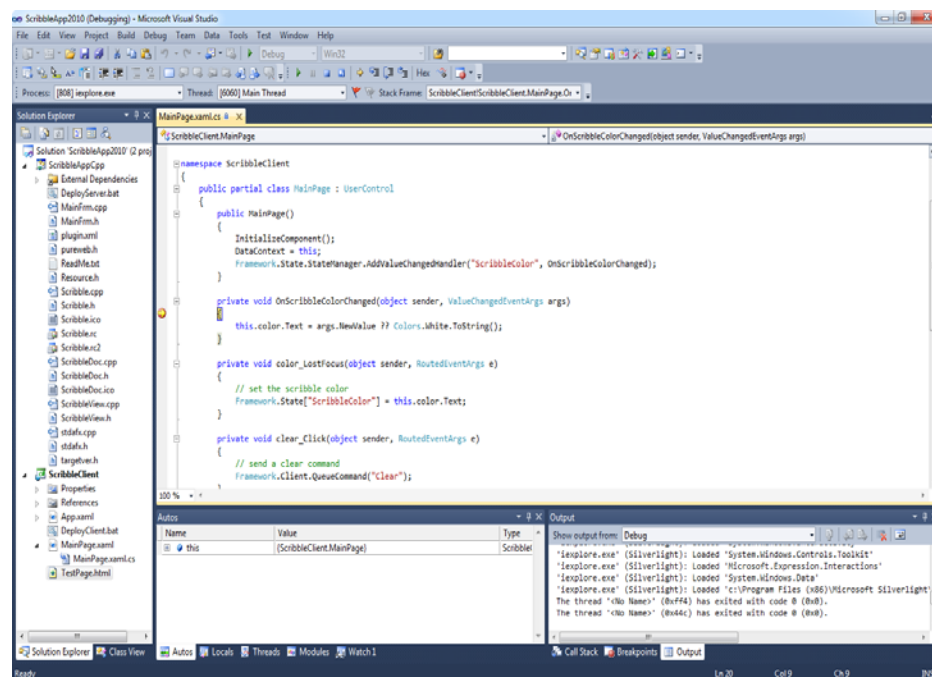 ScribbleApp2010 (Debugging) - Microsoft Visual Studio
File Edit View Project Build Debug Team Data Tools Test Window Help
Debug Win32
Hex
Process: [808] iexplore.exe Thread: [6060] Main Thread Stack Frame: ScribbleClient!ScribbleClient.MainPage.Or
Solution Explorer
Solution 'ScribbleApp2010' (2 proj
ScribbleAppCpp
External Dependencies
DeployServer.bat
MainFrm.cpp
MainFrm.h
plugin.xml
pureweb.h
ReadMe.txt
Resource.h
Scribble.cpp
Scribble.h
Scribble.ico
Scribble.rc
Scribble.rc2
ScribbleDoc.cpp
ScribbleDoc.h
ScribbleDoc.ico
ScribbleView.cpp
ScribbleView.h
stdafx.cpp
stdafx.h
targetver.h
ScribbleClient
Properties
References
App.xaml
DeployClient.bat
MainPage.xaml
MainPage.xaml.cs
TestPage.html
Solution Explorer Class View
MainPage.xaml.cs
ScribbleClient.MainPage OnScribbleColorChanged(object sender, ValueChangedEventArgs args)
namespace ScribbleClient
{
public partial class MainPage : UserControl
{
public MainPage()
{
InitializeComponent();
DataContext = this;
Framework.State.StateManager.AddValueChangedHandler("ScribbleColor", OnScribbleColorChanged);
}
private void OnScribbleColorChanged(object sender, ValueChangedEventArgs args)
{
this.color.Text = args.NewValue ?? Colors.White.ToString();
}
private void color_LostFocus(object sender, RoutedEventArgs e)
{
// set the scribble color
Framework.State["ScribbleColor"] = this.color.Text;
}
private void clear_Click(object sender, RoutedEventArgs e)
{
// send a clear command
Framework.Client.QueueCommand("Clear");
100 %
Autos
Name Value Type
this {ScribbleClient.MainPage} Scribblel
Autos Locals Threads Modules Watch 1
Output
Show output from: Debug
'iexplore.exe' (Silverlight): Loaded 'System.Windows.Controls.Toolkit'
'iexplore.exe' (Silverlight): Loaded 'Microsoft.Expression.Interactions'
'iexplore.exe' (Silverlight): Loaded 'System.Windows.Data'
'iexplore.exe' (Silverlight): Loaded 'c:\Program Files (x86)\Microsoft Silverlight'
The thread '<No Name>' (0xff4) has exited with code 0 (0x0).
The thread '<No Name>' (0x44c) has exited with code 0 (0x0).
Call Stack Breakpoints Output
Ready Ln 20 Col 9 Ch 9 INS